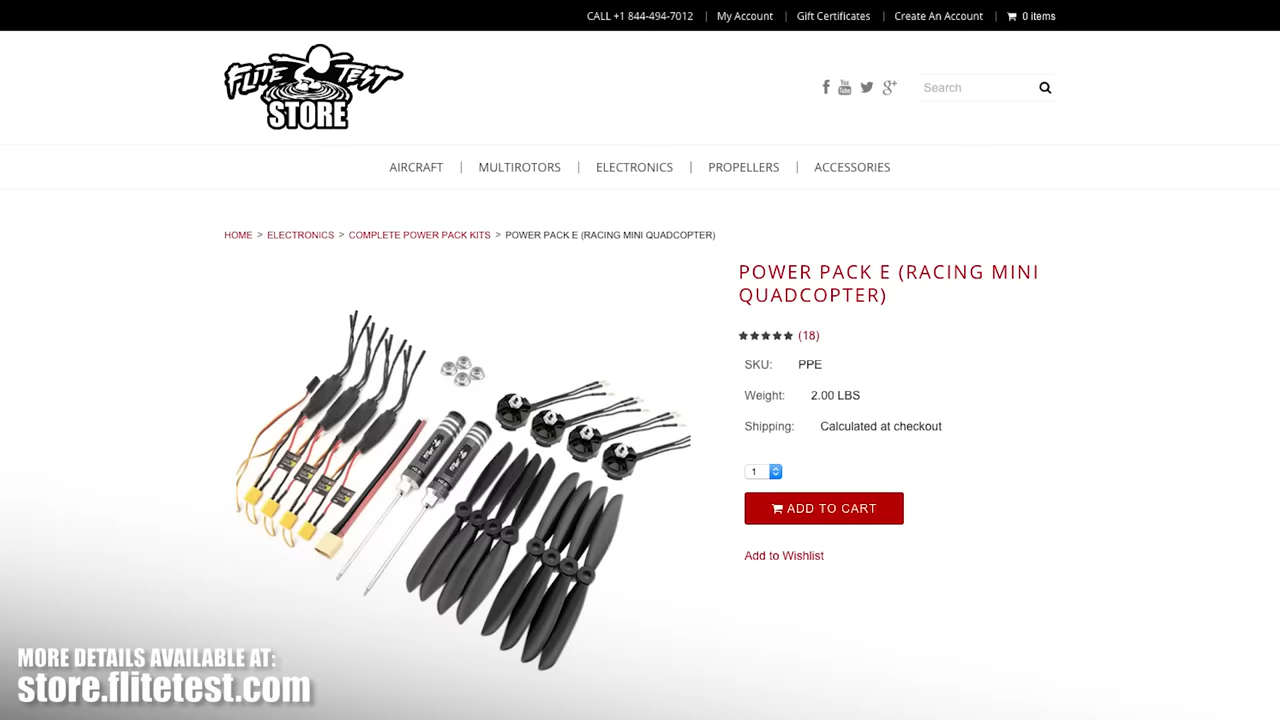 CALL +1 844-494-7012 | My Account | Gift Certificates | Create An Account | 0 items
FLITE TEST
STORE
Search
AIRCRAFT | MULTIROTORS | ELECTRONICS | PROPELLERS | ACCESSORIES
HOME > ELECTRONICS > COMPLETE POWER PACK KITS > POWER PACK E (RACING MINI QUADCOPTER)
POWER PACK E (RACING MINI
QUADCOPTER)
(18)
SKU: PPE
Weight: 2.00 LBS
Shipping: Calculated at checkout
1
ADD TO CART
Add to Wishlist
MORE DETAILS AVAILABLE AT:
store.flitetest.com